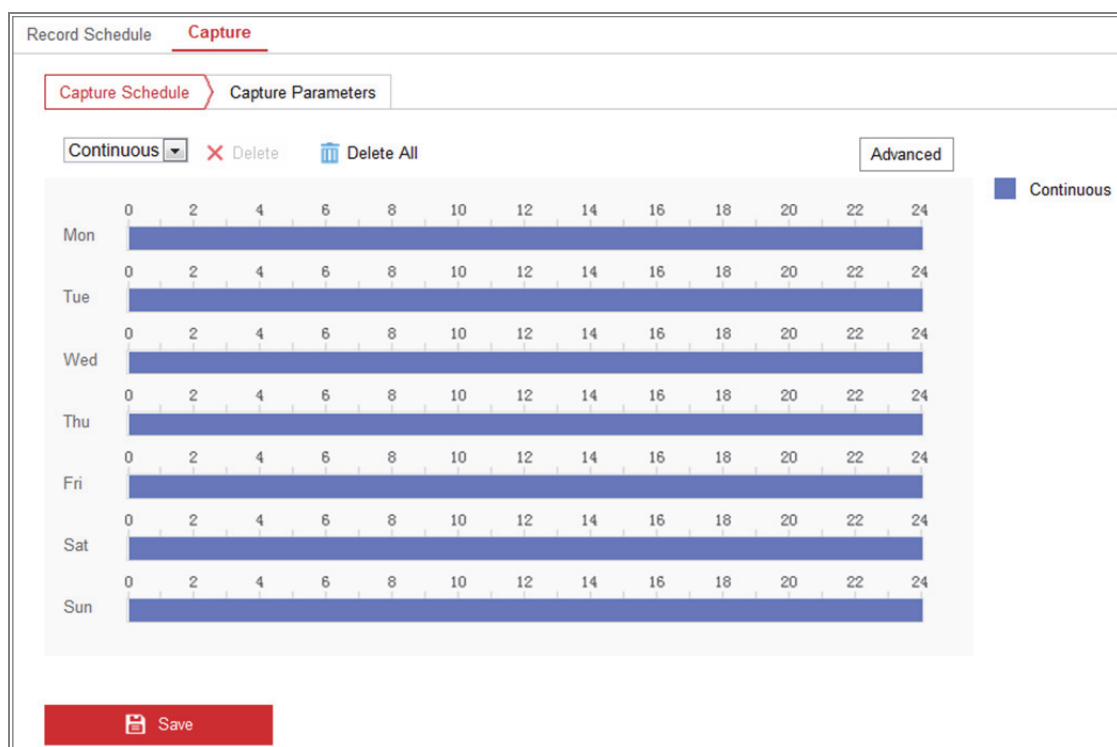 Record Schedule Capture
Capture Schedule Capture Parameters
Continuous Delete Delete All Advanced
Continuous
0 2 4 6 8 10 12 14 16 18 20 22 24
Mon
0 2 4 6 8 10 12 14 16 18 20 22 24
Tue
0 2 4 6 8 10 12 14 16 18 20 22 24
Wed
0 2 4 6 8 10 12 14 16 18 20 22 24
Thu
0 2 4 6 8 10 12 14 16 18 20 22 24
Fri
0 2 4 6 8 10 12 14 16 18 20 22 24
Sat
0 2 4 6 8 10 12 14 16 18 20 22 24
Sun
Save